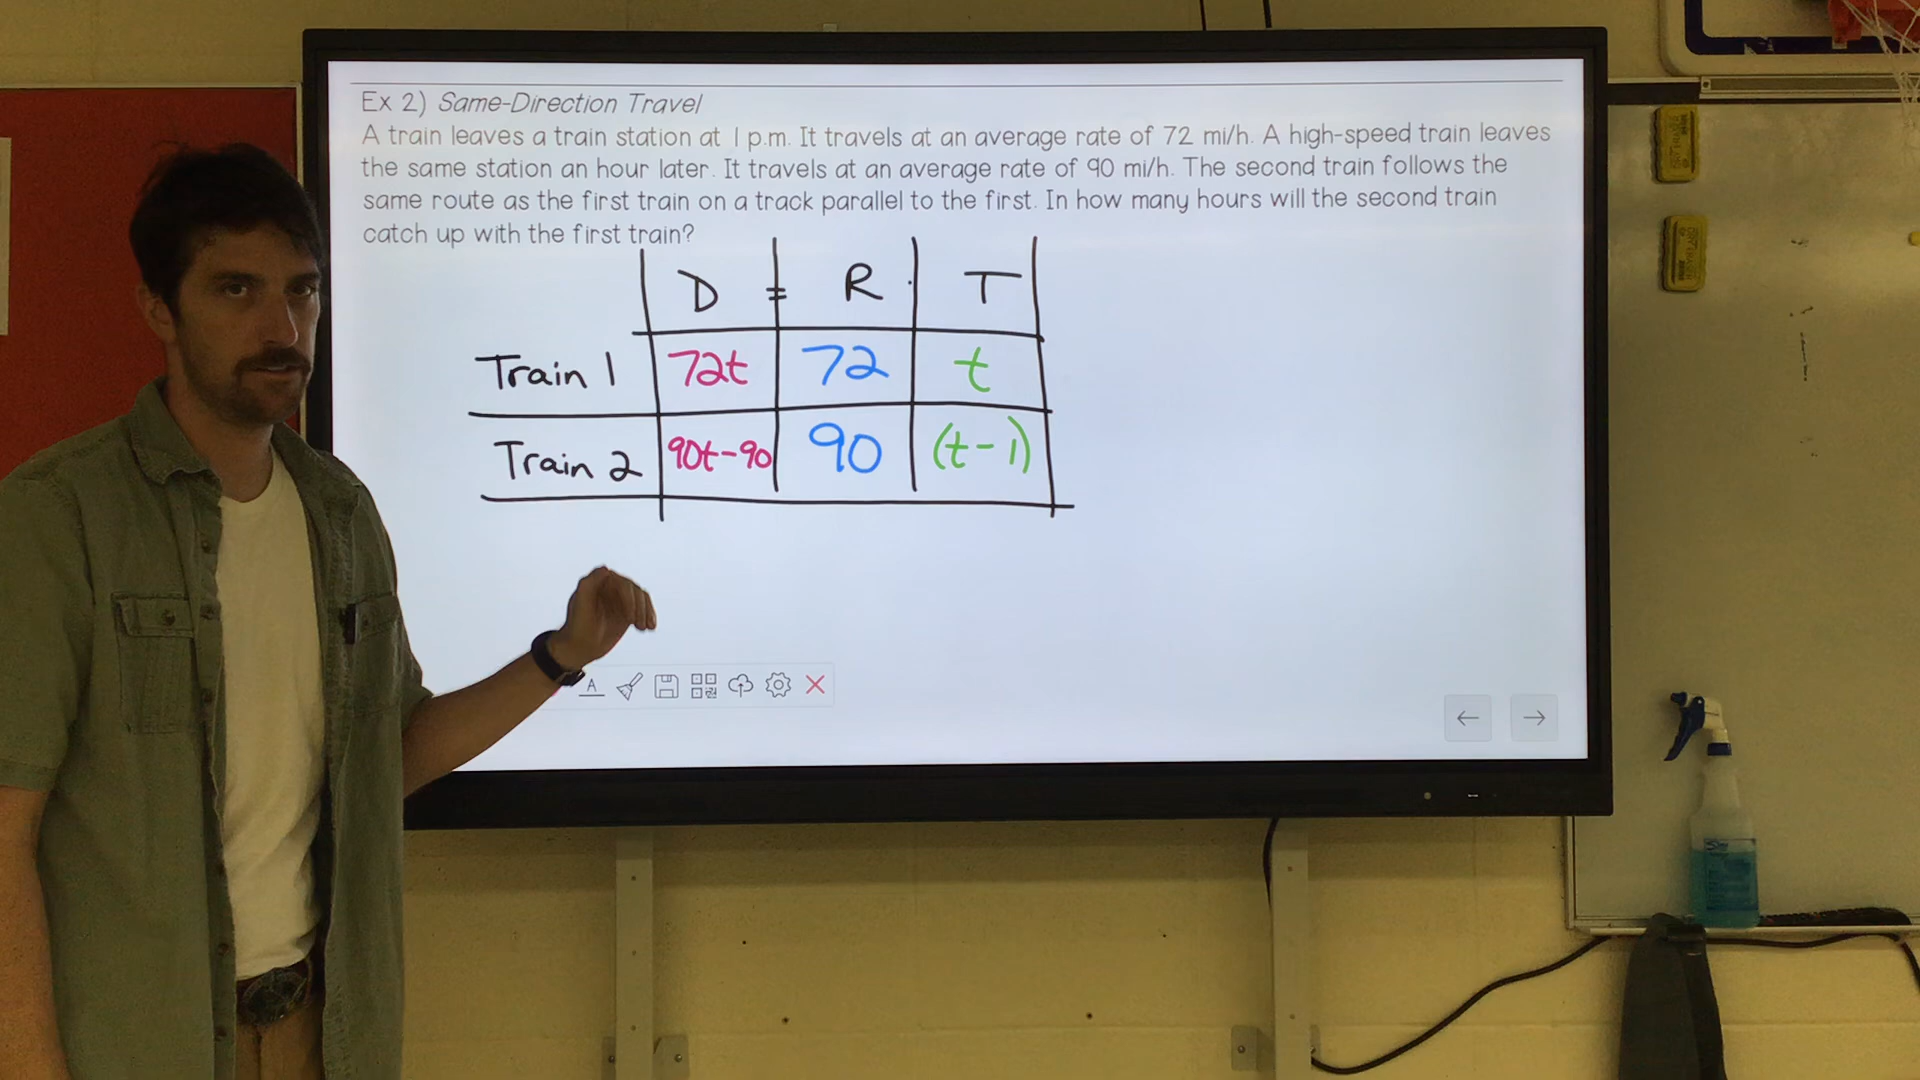 Ex 2) Same-Direction Travel
A train leaves a train station at 1 p.m. It travels at an average rate of 72 mi/h. A high-speed train leaves
the same station an hour later. It travels at an average rate of 90 mi/h. The second train follows the
same route as the first train on a track parallel to the first. In how many hours will the second train
catch up with the first train?
D = R · T
Train 1 72t 72 t
Train 2 90t-90 90 (t-1)
A